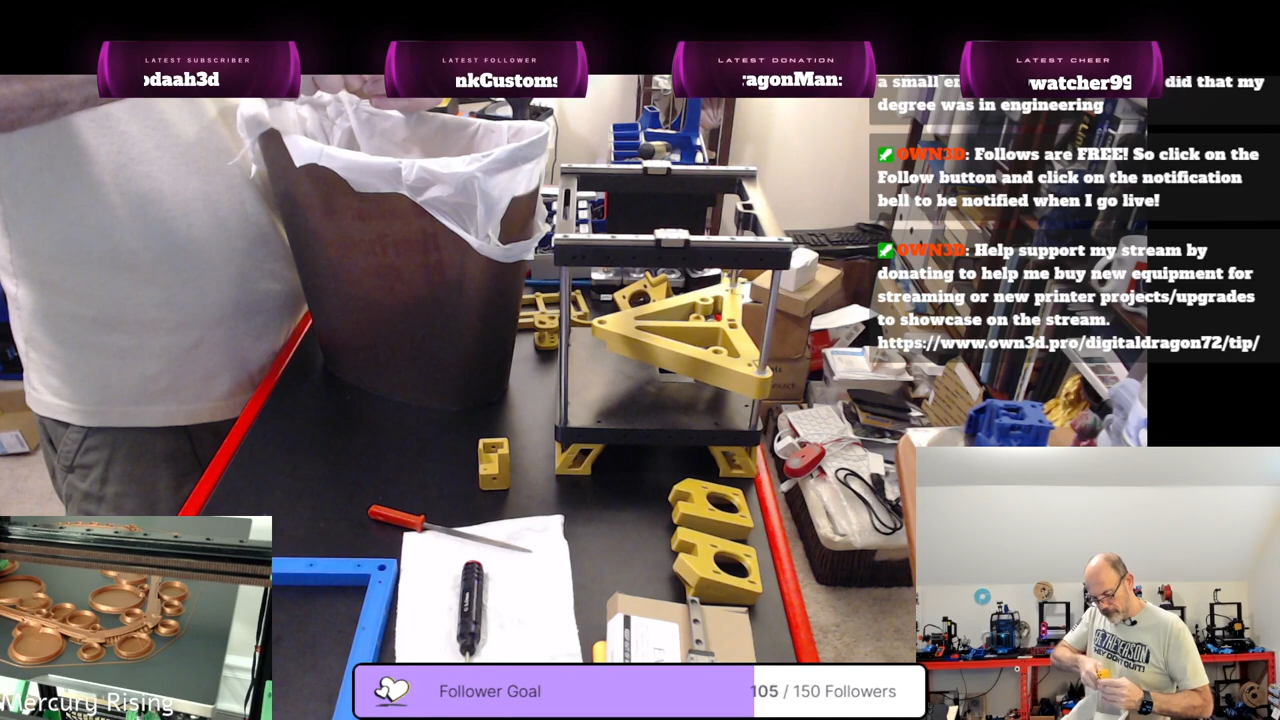 LATEST SUBSCRIBER
daah3d
LATEST FOLLOWER
nkCustoms
LATEST DONATION
agonMan:
LATEST CHEER
watcher99
a small en did that my
degree was in engineering
OWN3D: Follows are FREE! So click on the
Follow button and click on the notification
bell to be notified when I go live!
OWN3D: Help support my stream by
donating to help me buy new equipment for
streaming or new printer projects/upgrades
to showcase on the stream.
https://www.own3d.pro/digitaldragon72/tip/
Mercury Rising
Follower Goal
105 / 150 Followers